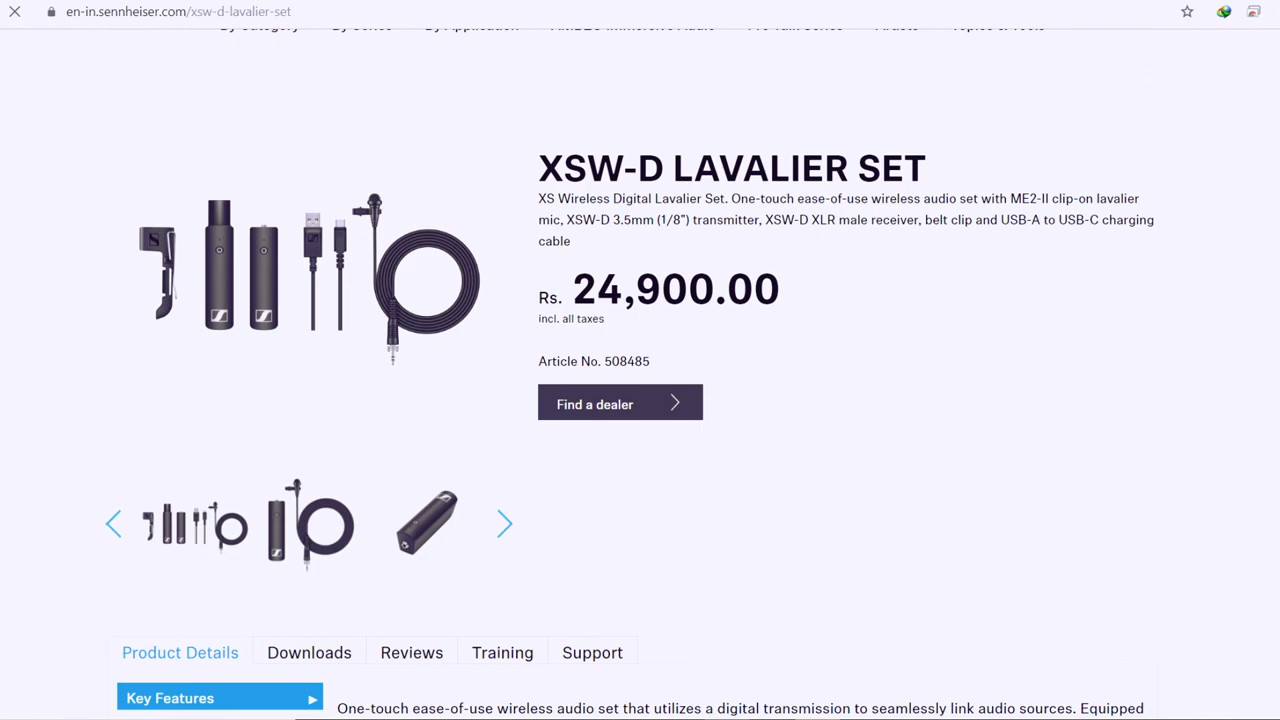 en-in.sennheiser.com/xsw-d-lavalier-set
By Category By Series By Application AMBEO Immersive Audio Pro Talk Series Artists Topics & Tools
XSW-D LAVALIER SET
XS Wireless Digital Lavalier Set. One-touch ease-of-use wireless audio set with ME2-II clip-on lavalier
mic, XSW-D 3.5mm (1/8") transmitter, XSW-D XLR male receiver, belt clip and USB-A to USB-C charging
cable
Rs. 24,900.00
incl. all taxes
Article No. 508485
Find a dealer
Product Details Downloads Reviews Training Support
Key Features
One-touch ease-of-use wireless audio set that utilizes a digital transmission to seamlessly link audio sources. Equipped